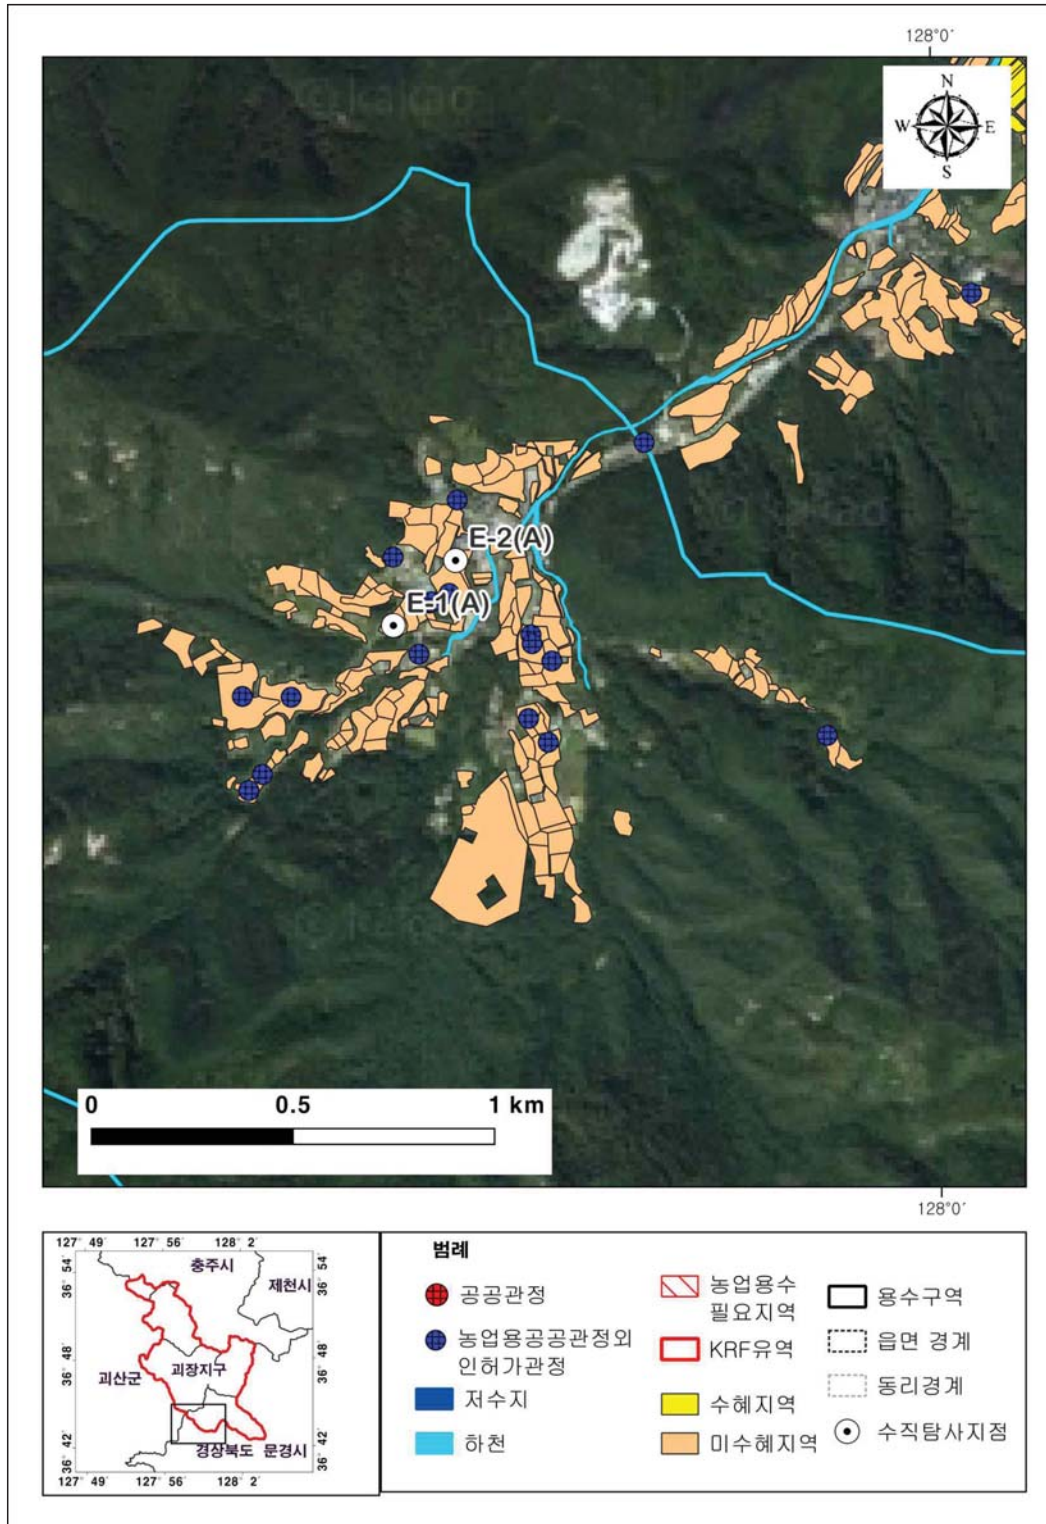 128°0′
N
W E
S
© kakao
© kakao
E-2(A)
E-1(A)
© kakao
0 0.5 1 km
128°0′
127° 49′ 127° 56′ 128° 2′
36° 54′
36° 54′
충주시
제천시
36° 48′
36° 48′
괴산군
괴장지구
36° 42′
36° 42′
경상북도 문경시
127° 49′ 127° 56′ 128° 2′
범례
공공관정
농업용공공관정외
인허가관정
저수지
하천
농업용수
필요지역
KRF유역
수혜지역
미수혜지역
용수구역
읍면 경계
동리경계
수직탐사지점